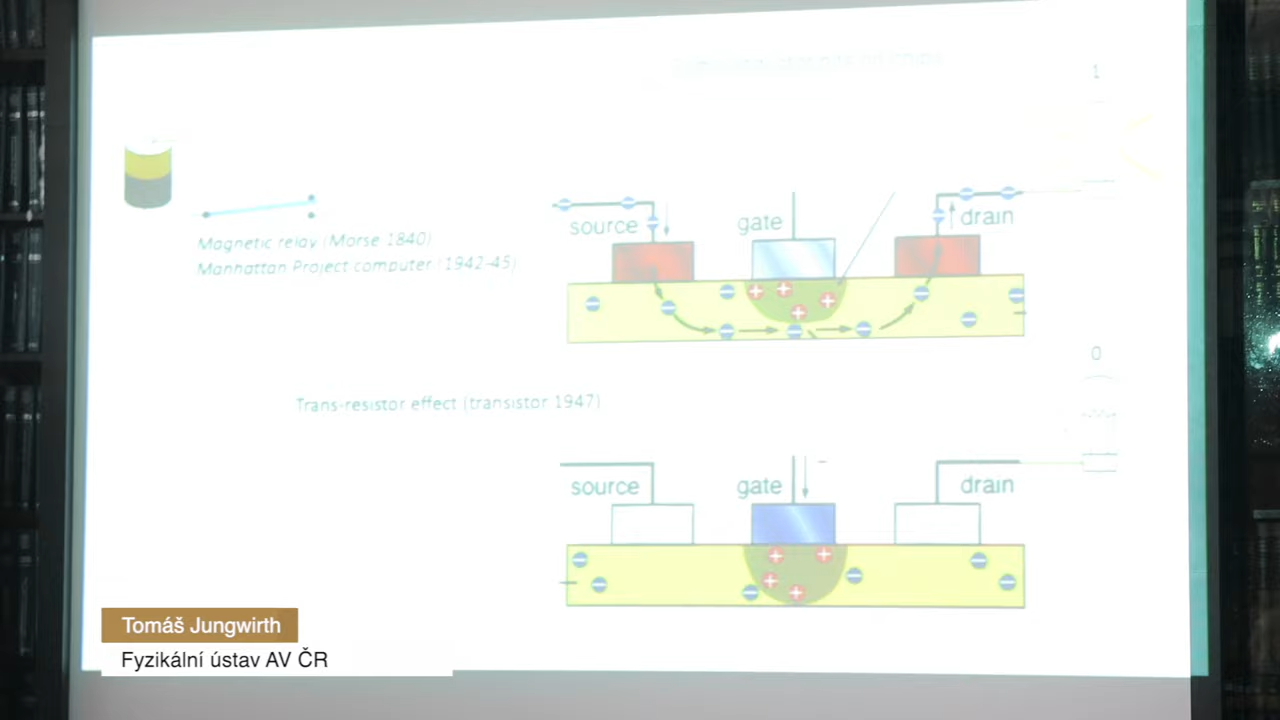 1
source
gate
drain
Magnetic relay (Morse 1840)
Manhattan Project computer (1942-45)
0
Trans-resistor effect (transistor 1947)
source
gate
drain
Tomáš Jungwirth
Fyzikální ústav AV ČR